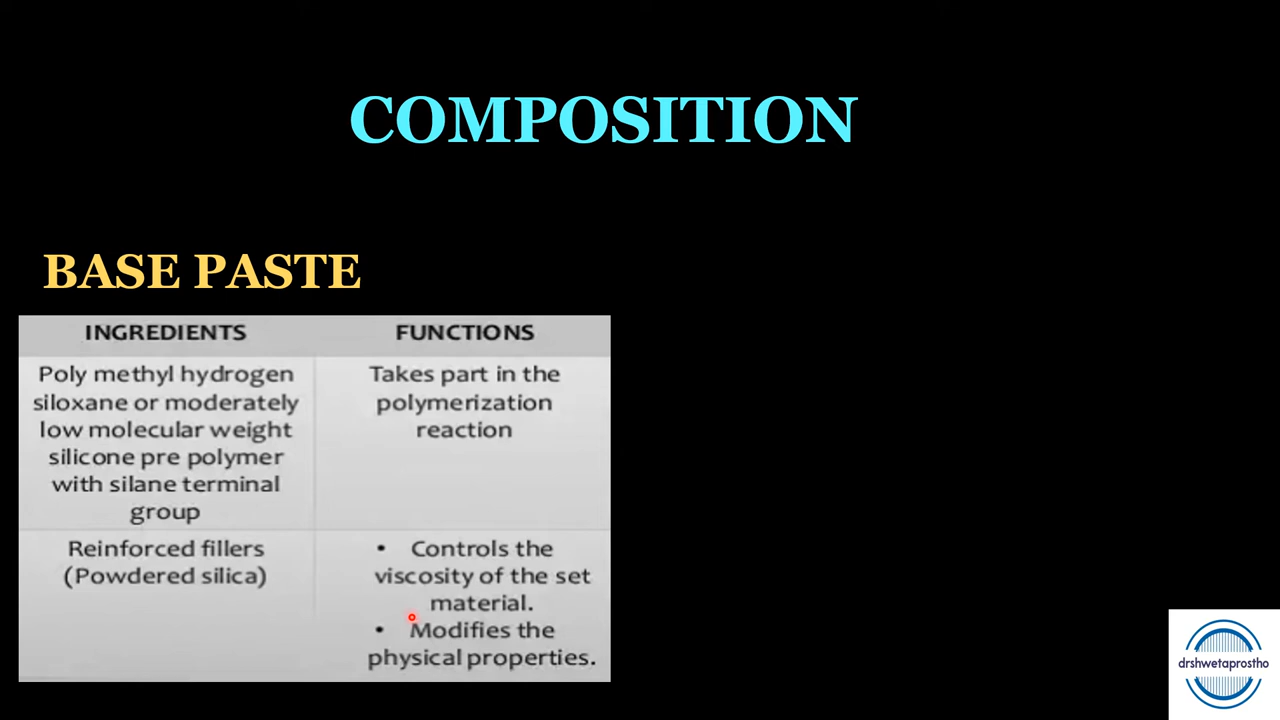 COMPOSITION
BASE PASTE
INGREDIENTS
FUNCTIONS
Poly methyl hydrogen
siloxane or moderately
low molecular weight
silicone pre polymer
with silane terminal
group
Takes part in the
polymerization
reaction
Reinforced fillers
(Powdered silica)
• Controls the
viscosity of the set
material.
• Modifies the
physical properties.
drshwetaprostho